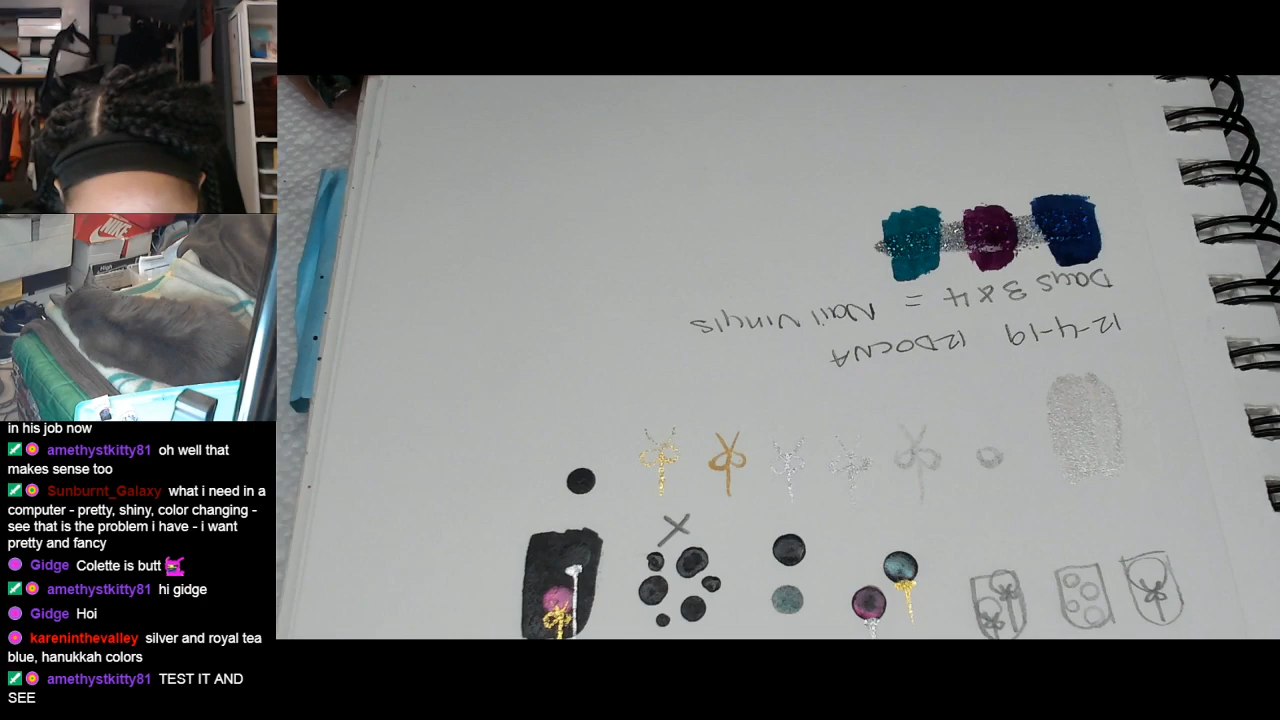 NIKE
High
in his job now
amethystkitty81 oh well that
makes sense too
Sunburnt_Galaxy what i need in a
computer - pretty, shiny, color changing -
see that is the problem i have - i want
pretty and fancy
Gidge Colette is butt
amethystkitty81 hi gidge
Gidge Hoi
kareninthevalley silver and royal tea
blue, hanukkah colors
amethystkitty81 TEST IT AND
SEE
12-4-19 12DOCNA
Days 3 & 4 = Nail Vinyls